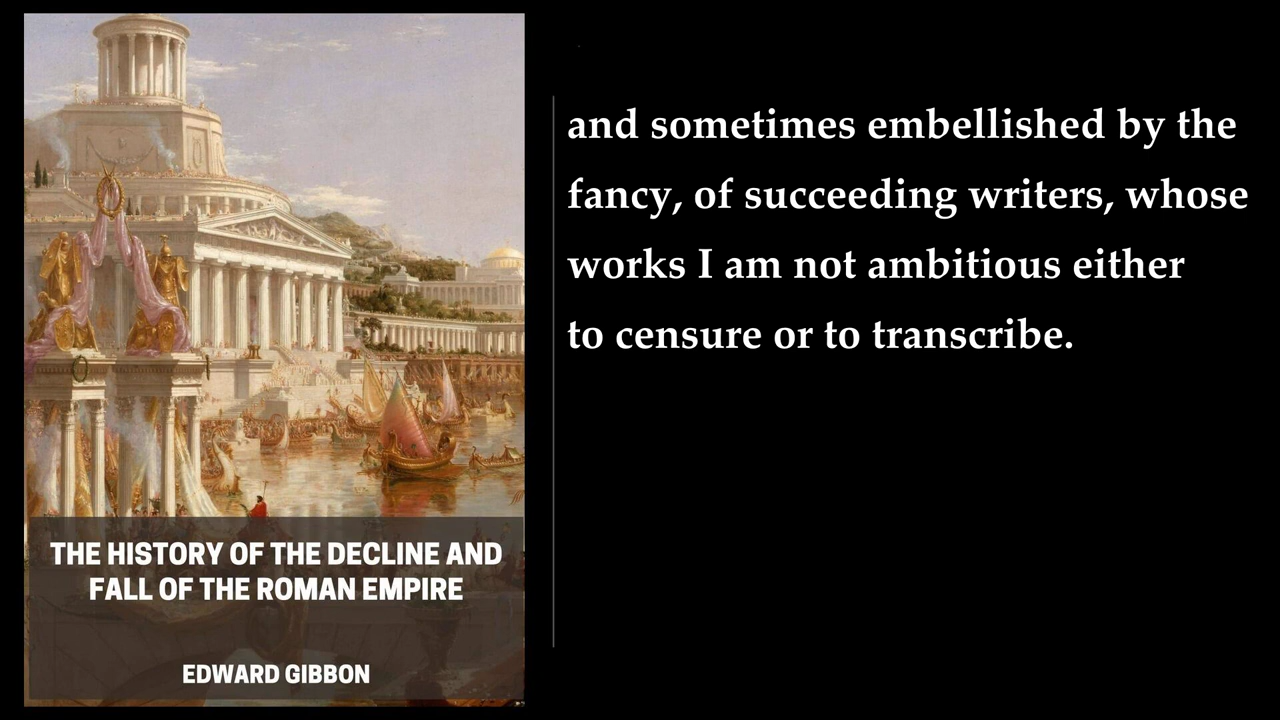 THE HISTORY OF THE DECLINE AND
FALL OF THE ROMAN EMPIRE
EDWARD GIBBON
and sometimes embellished by the
fancy, of succeeding writers, whose
works I am not ambitious either
to censure or to transcribe.